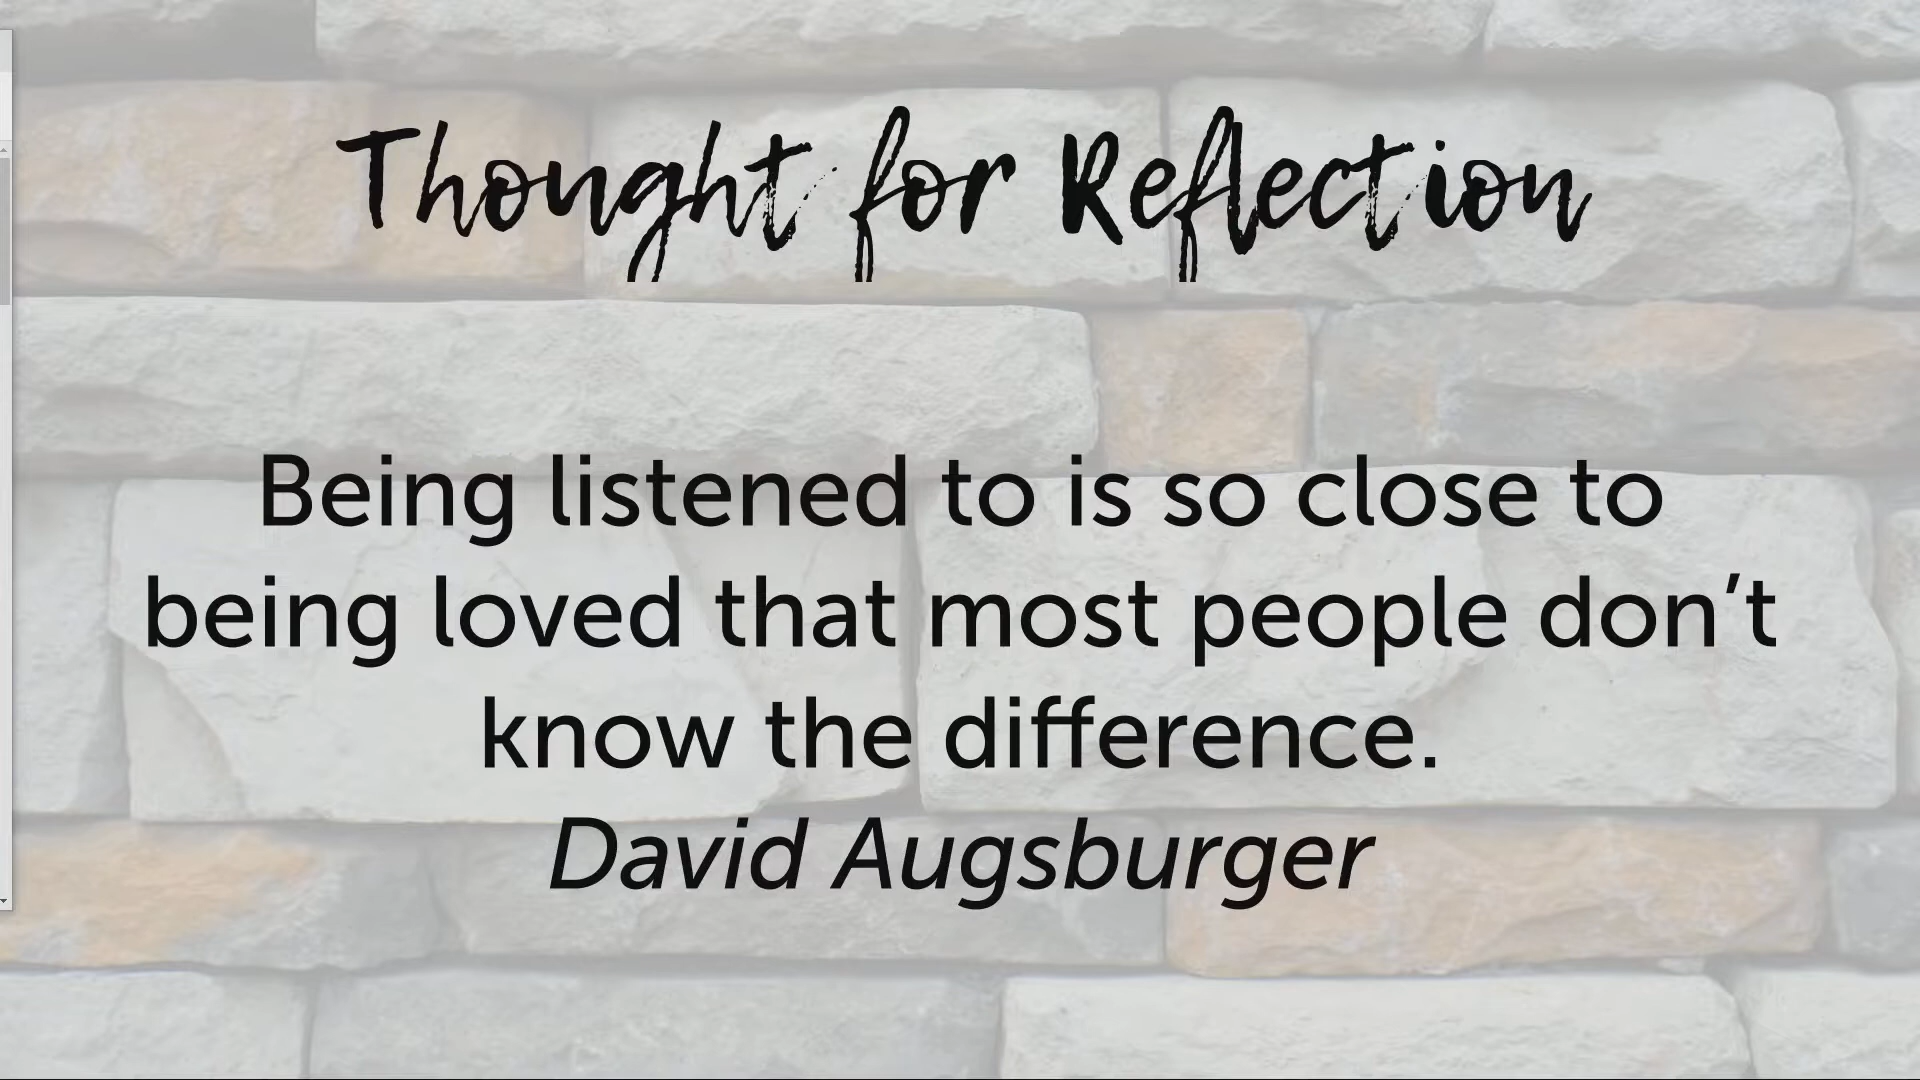 Thought for Reflection
Being listened to is so close to
being loved that most people don’t
know the difference.
David Augsburger